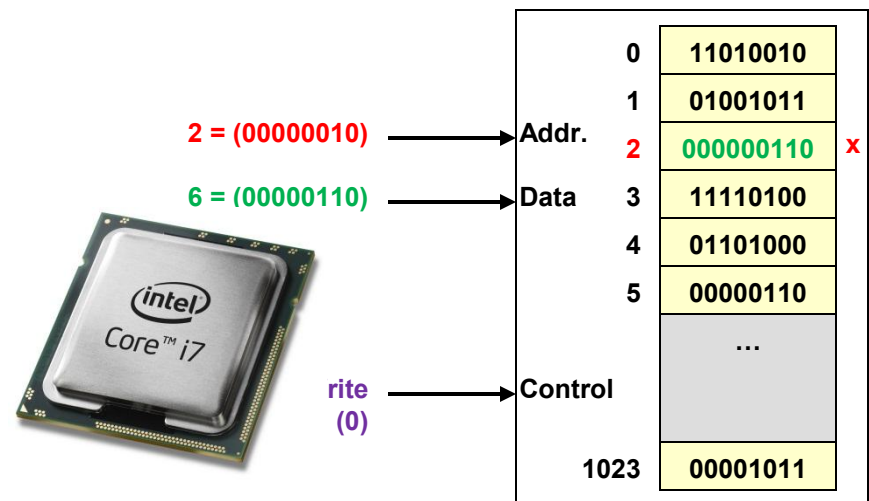 0 11010010
1 01001011
2 = (00000010) Addr. 2 000000110 x
6 = (00000110) Data 3 11110100
4 01101000
5 00000110
...
intel
Core™ i7
rite Control
(0)
1023 00001011